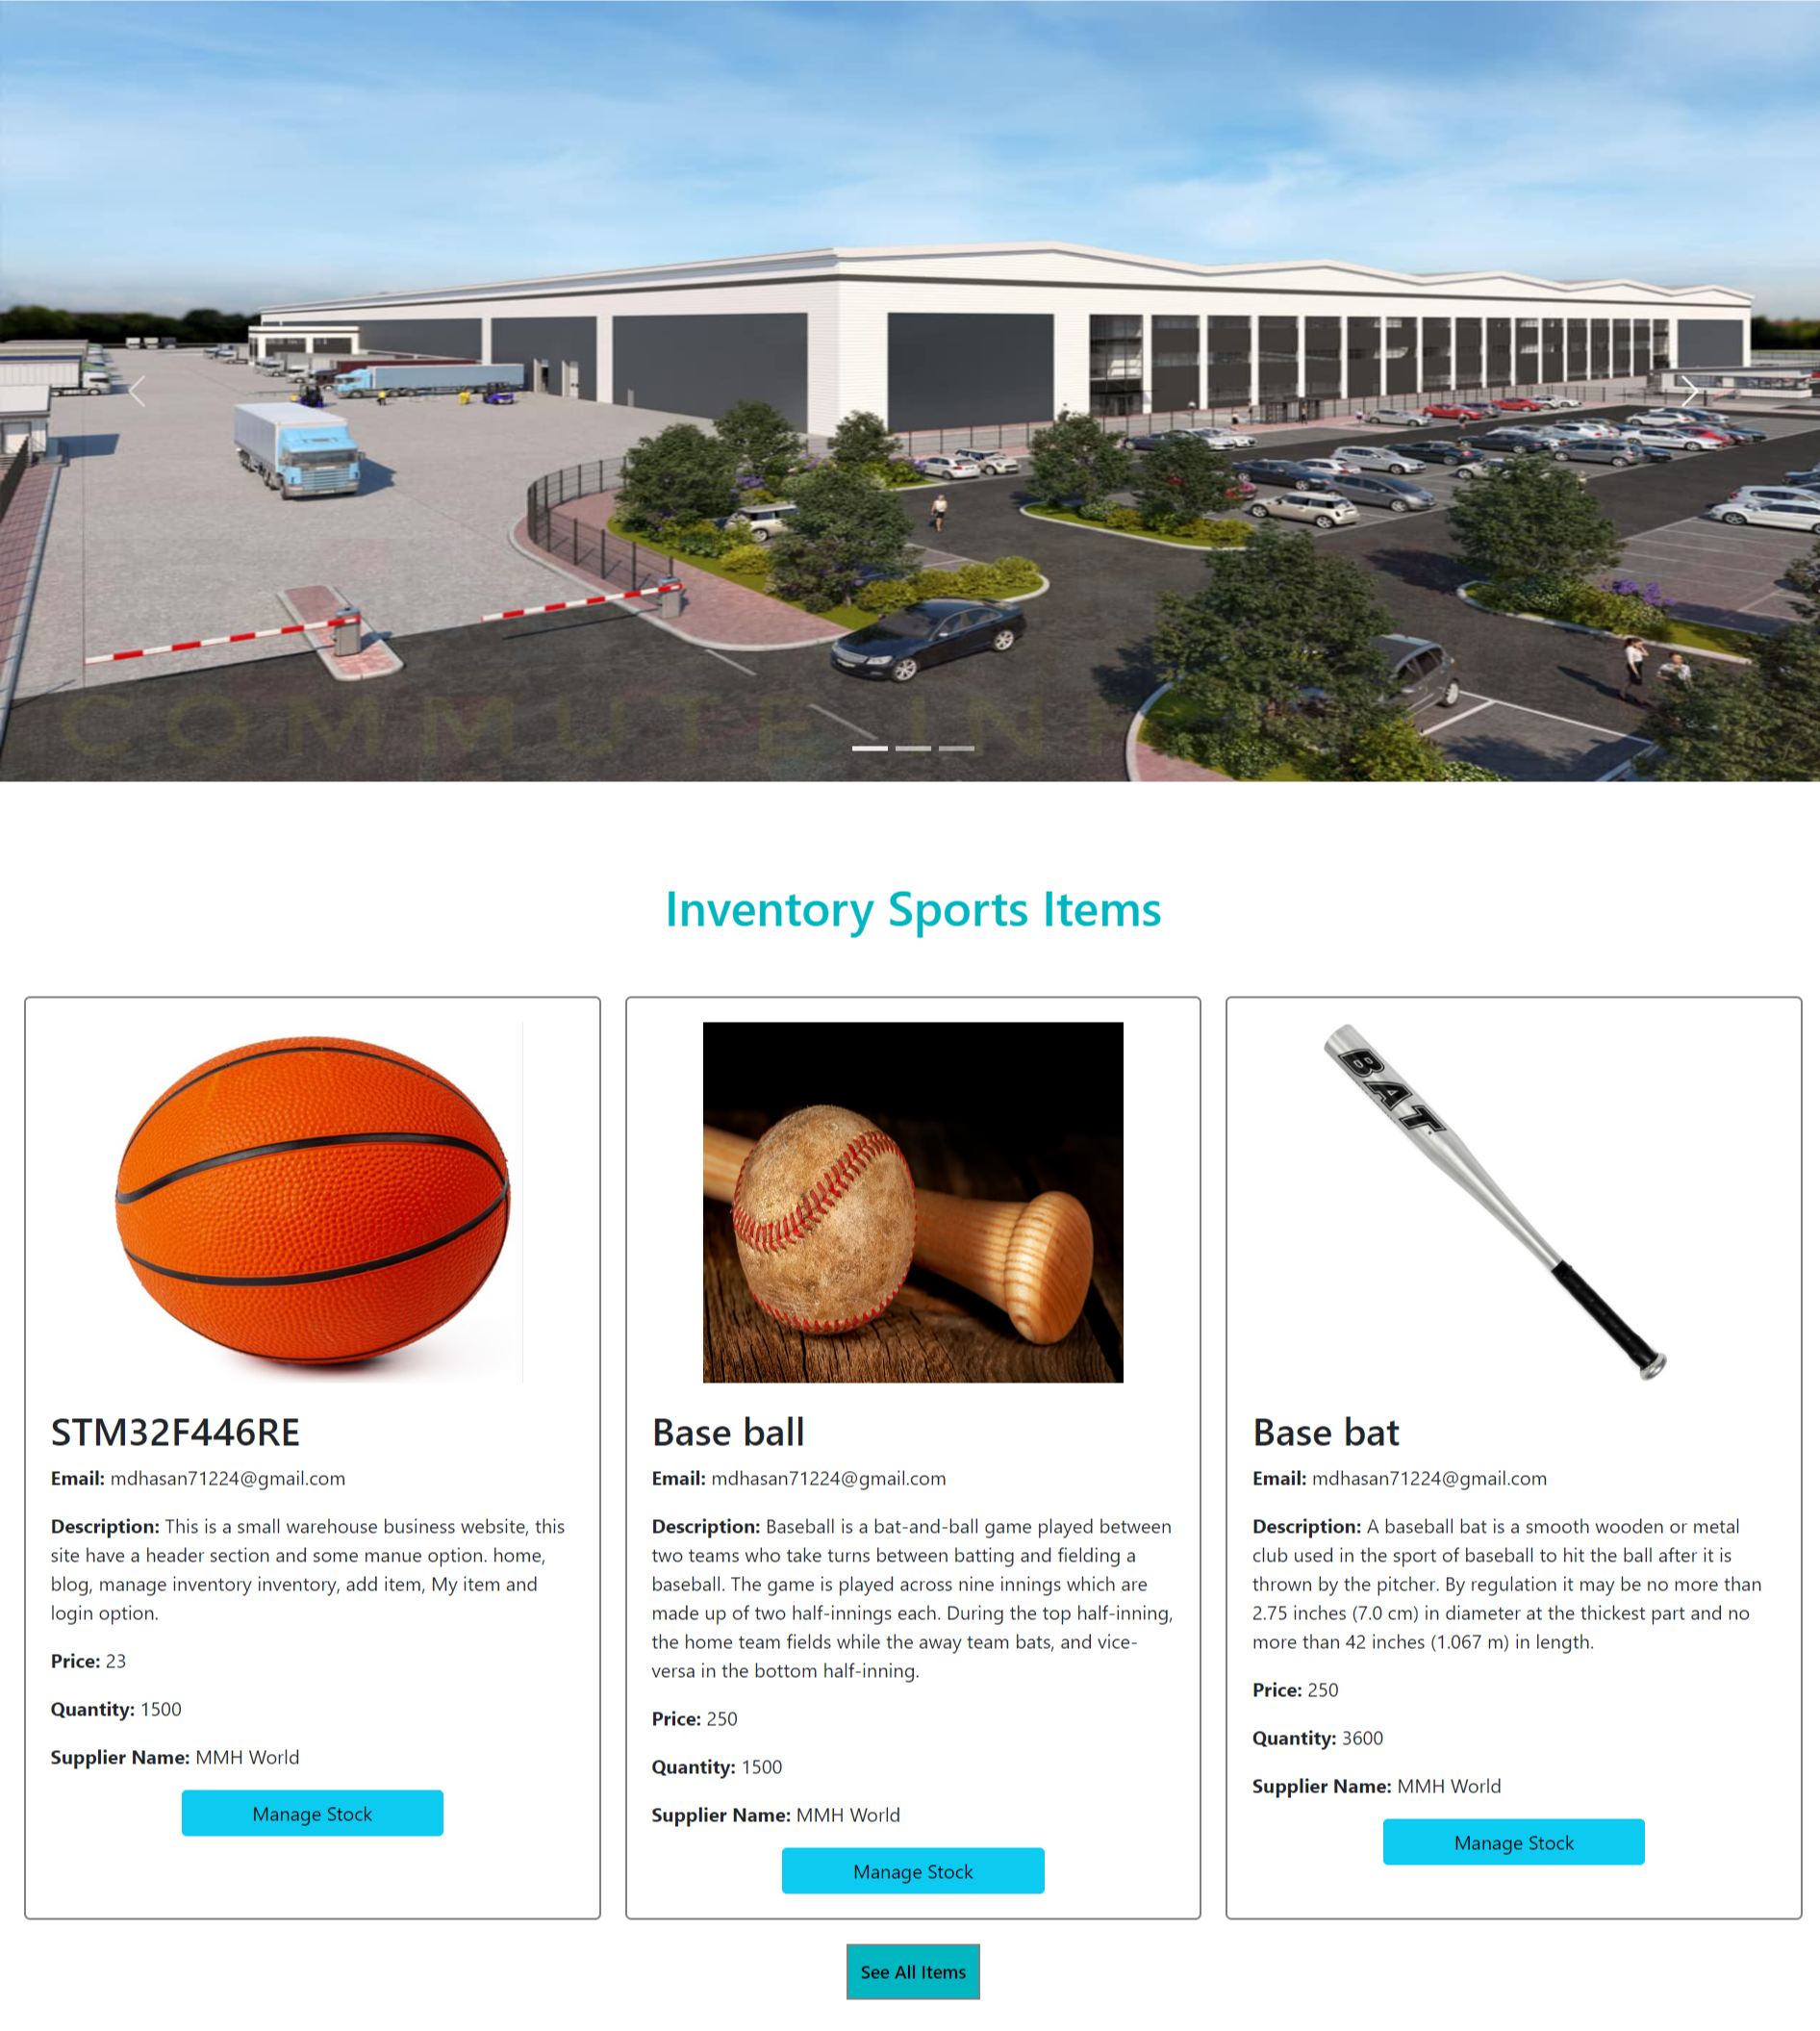 COMMUTE IN
Inventory Sports Items
BAT
STM32F446RE
Email: mdhasan71224@gmail.com
Description: This is a small warehouse business website, this
site have a header section and some manue option. home,
blog, manage inventory inventory, add item, My item and
login option.
Price: 23
Quantity: 1500
Supplier Name: MMH World
Manage Stock
Base ball
Email: mdhasan71224@gmail.com
Description: Baseball is a bat-and-ball game played between
two teams who take turns between batting and fielding a
baseball. The game is played across nine innings which are
made up of two half-innings each. During the top half-inning,
the home team fields while the away team bats, and vice-
versa in the bottom half-inning.
Price: 250
Quantity: 1500
Supplier Name: MMH World
Manage Stock
Base bat
Email: mdhasan71224@gmail.com
Description: A baseball bat is a smooth wooden or metal
club used in the sport of baseball to hit the ball after it is
thrown by the pitcher. By regulation it may be no more than
2.75 inches (7.0 cm) in diameter at the thickest part and no
more than 42 inches (1.067 m) in length.
Price: 250
Quantity: 3600
Supplier Name: MMH World
Manage Stock
See All Items